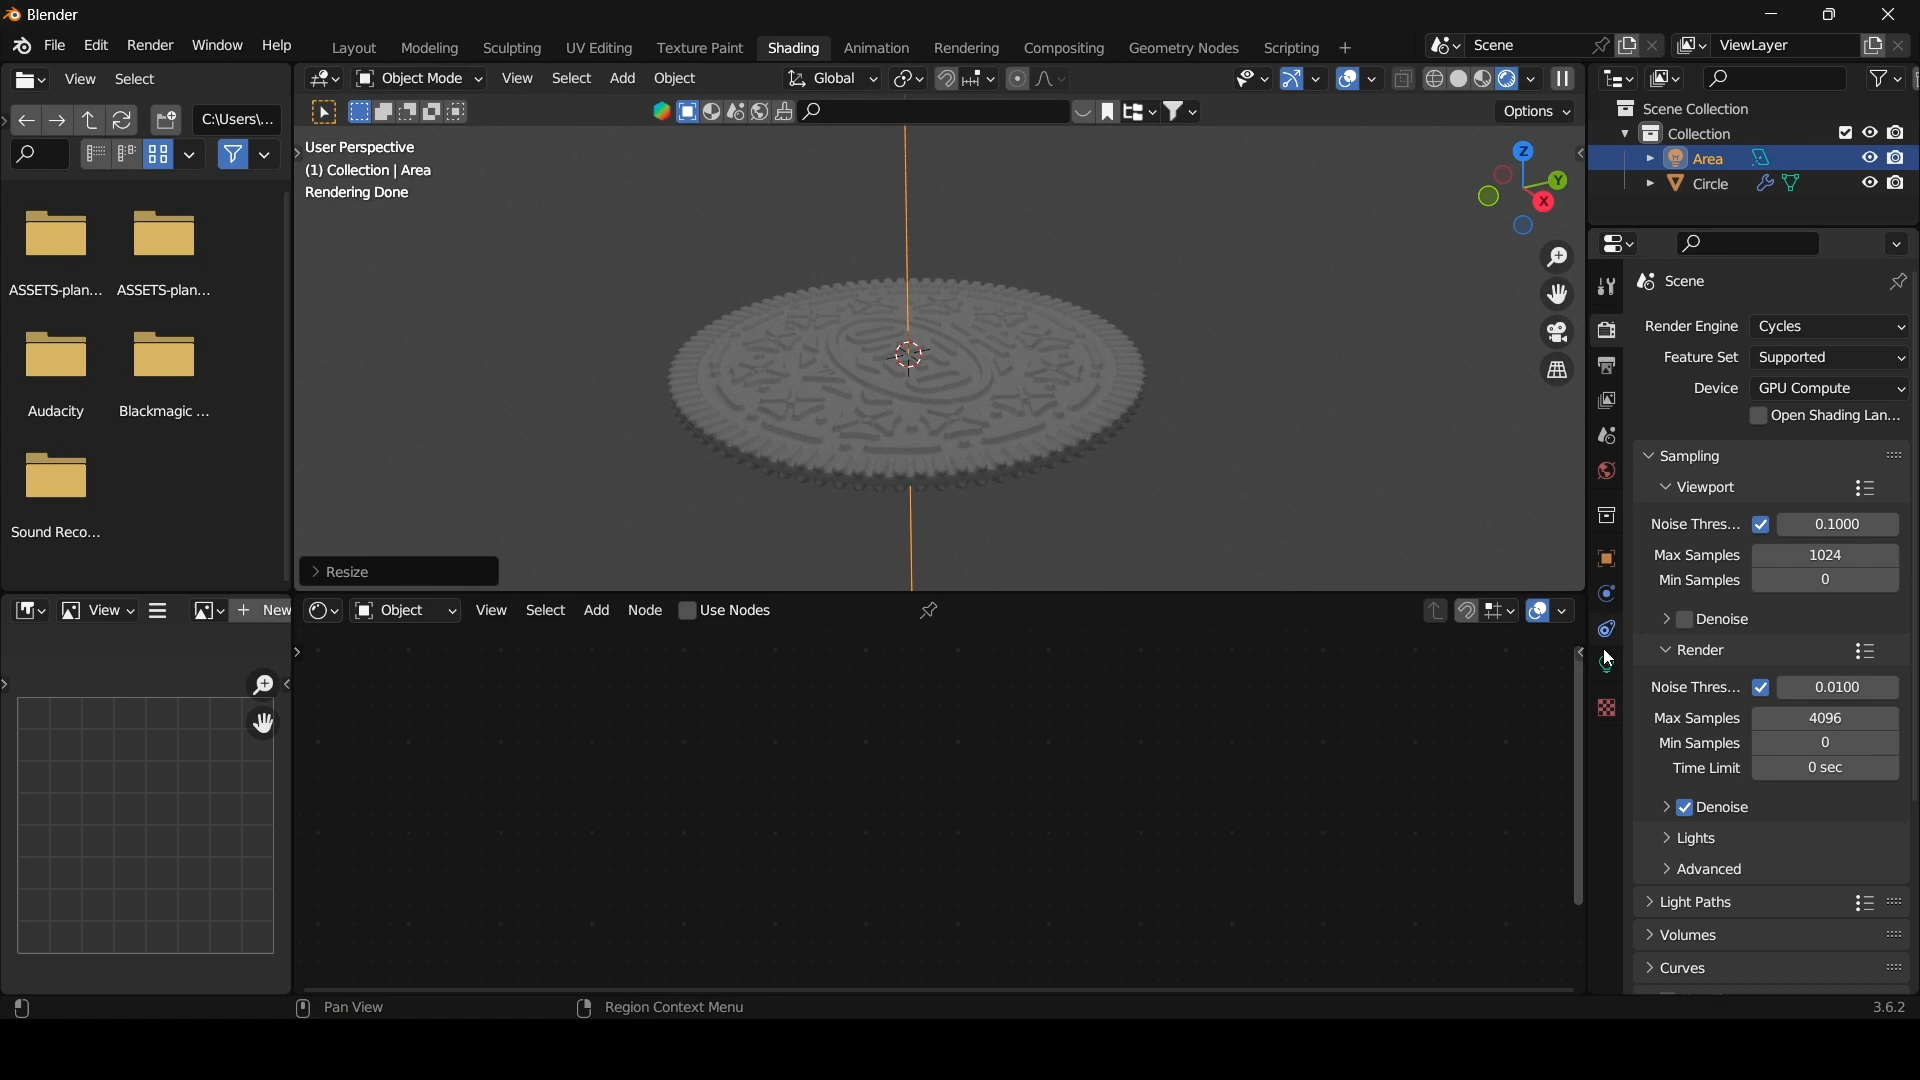 Blender
File Edit Render Window Help
Layout Modeling Sculpting UV Editing Texture Paint Shading Animation Rendering Compositing Geometry Nodes Scripting +
Scene
ViewLayer
View Select
C:\Users\...
ASSETS-plan... ASSETS-plan...
Audacity Blackmagic ...
Sound Reco...
Object Mode View Select Add Object
Global
Options
User Perspective
(1) Collection | Area
Rendering Done
Z
Y
X
Resize
View
New
Object View Select Add Node Use Nodes
Scene Collection
Collection
Area
Circle
Scene
Render Engine Cycles
Feature Set Supported
Device GPU Compute
Open Shading Lan...
Sampling
Viewport
Noise Thres... 0.1000
Max Samples 1024
Min Samples 0
Denoise
Render
Noise Thres... 0.0100
Max Samples 4096
Min Samples 0
Time Limit 0 sec
Denoise
Lights
Advanced
Light Paths
Volumes
Curves
Pan View
Region Context Menu
3.6.2